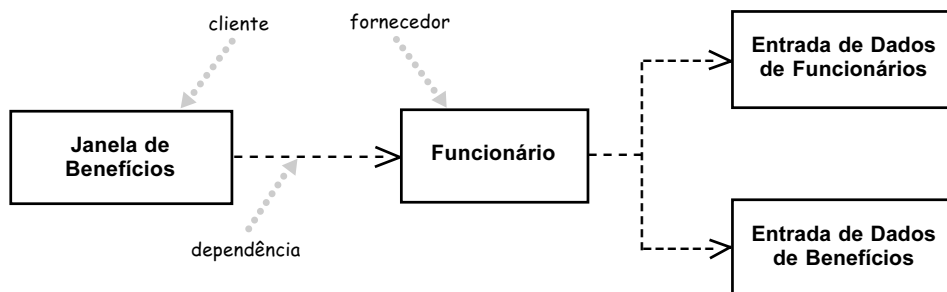 cliente
fornecedor
Entrada de Dados
de Funcionários
Janela de
Benefícios
Funcionário
dependência
Entrada de Dados
de Benefícios